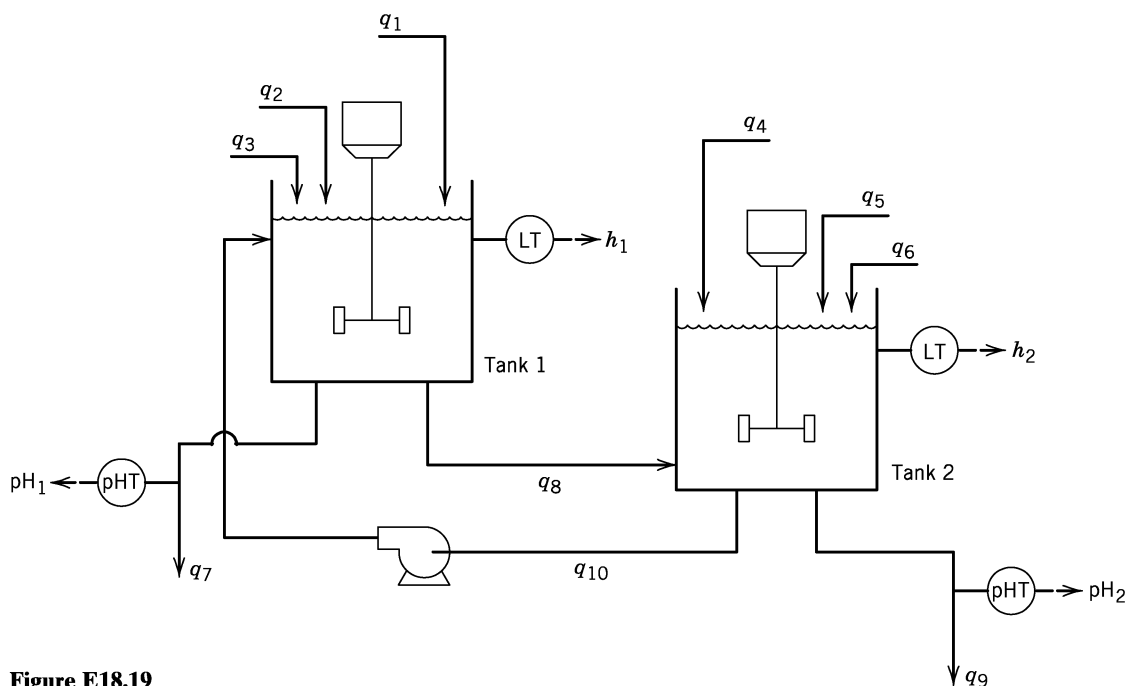 q1
q2
q3
q4
q5
q6
LT
h1
LT
h2
Tank 1
Tank 2
pH1
pHT
q8
q7
q10
pHT
pH2
q9
Figure E18.19